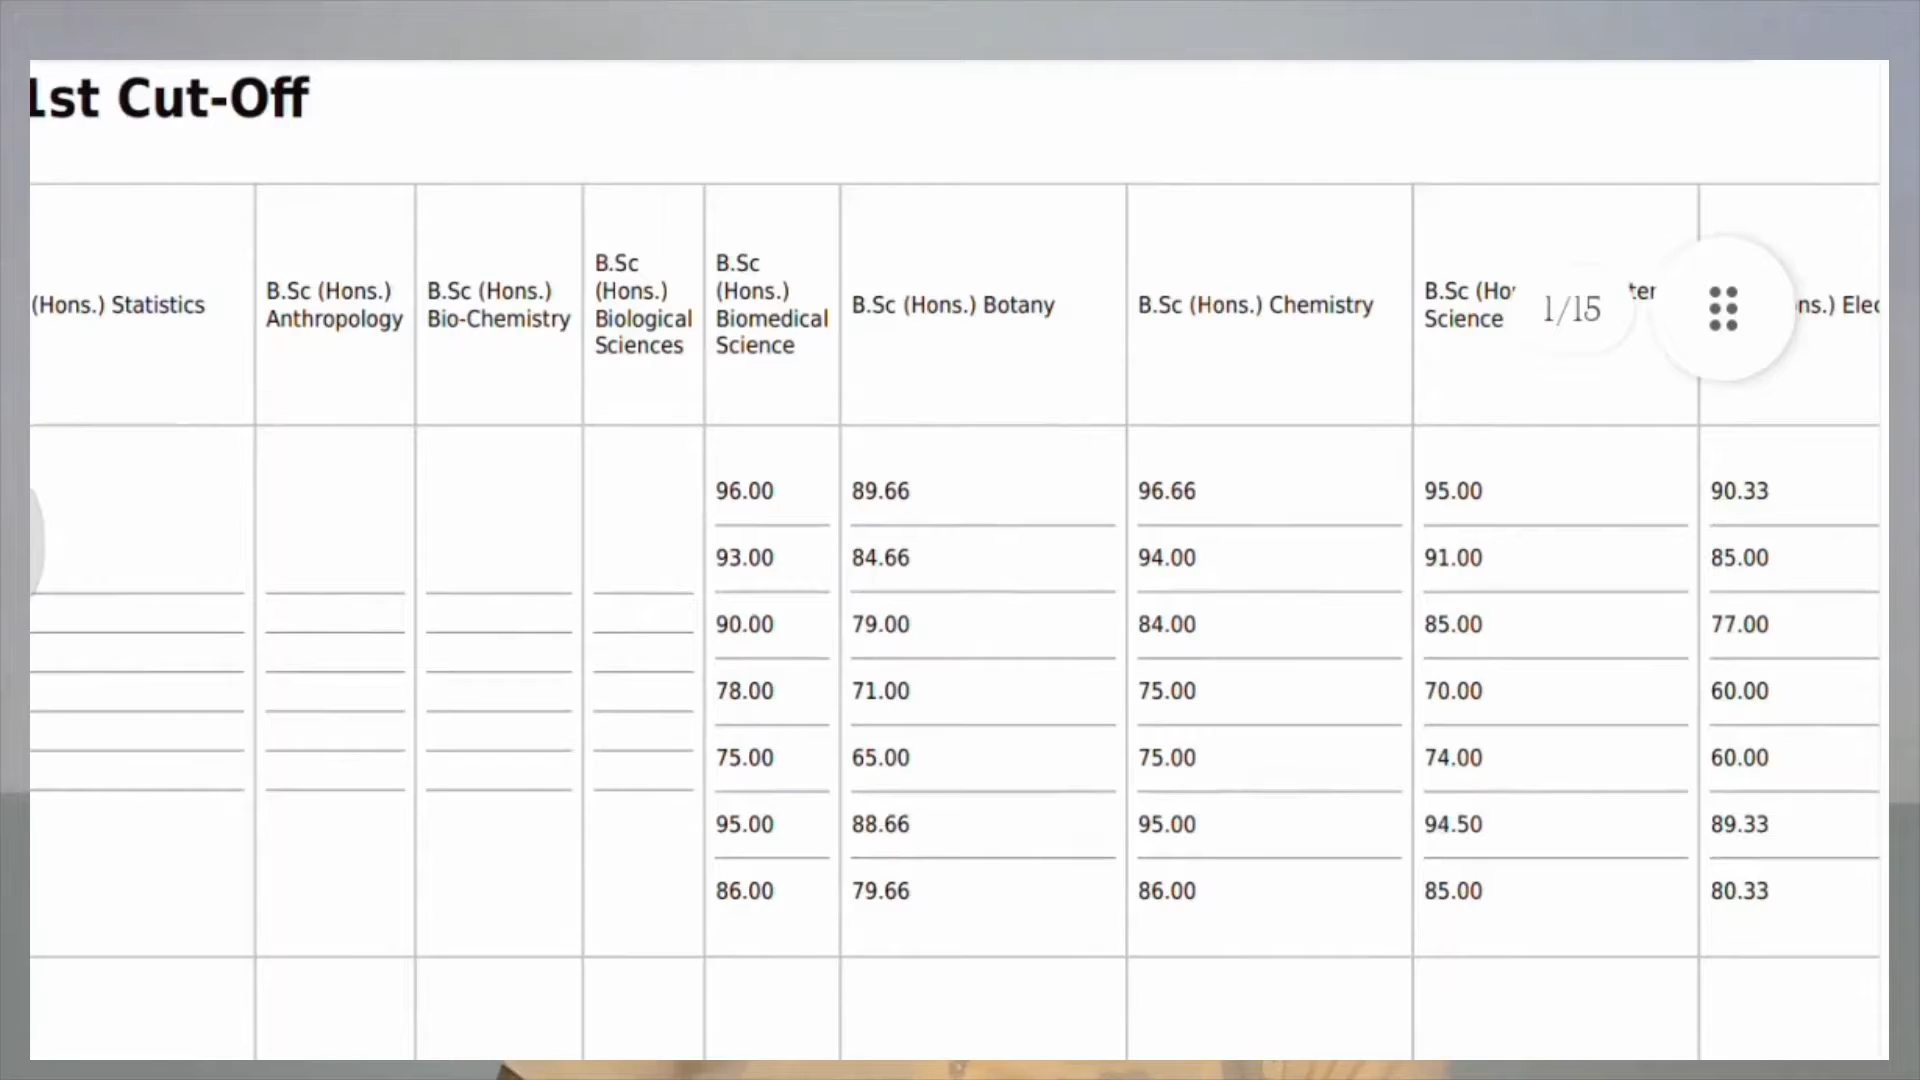 1st Cut-Off
(Hons.) Statistics
B.Sc (Hons.)
Anthropology
B.Sc (Hons.)
Bio-Chemistry
B.Sc
(Hons.)
Biological
Sciences
B.Sc
(Hons.)
Biomedical
Science
B.Sc (Hons.) Botany
B.Sc (Hons.) Chemistry
B.Sc (Hor ter
Science
1/15
ns.) Elec
96.00 89.66 96.66 95.00 90.33
93.00 84.66 94.00 91.00 85.00
90.00 79.00 84.00 85.00 77.00
78.00 71.00 75.00 70.00 60.00
75.00 65.00 75.00 74.00 60.00
95.00 88.66 95.00 94.50 89.33
86.00 79.66 86.00 85.00 80.33